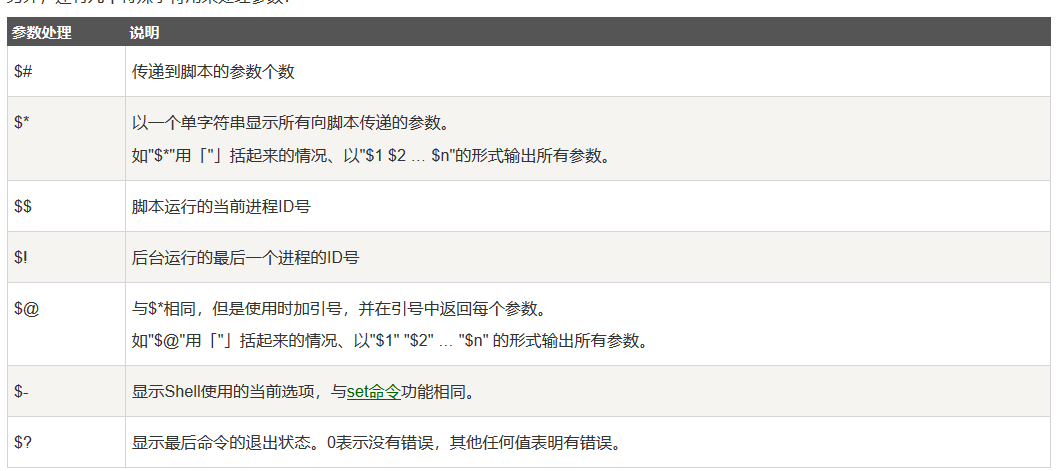 参数处理 说明
$# 传递到脚本的参数个数
$* 以一个单字符串显示所有向脚本传递的参数。
如"$*"用「"」括起来的情况、以"$1 $2 … $n"的形式输出所有参数。
$$ 脚本运行的当前进程ID号
$! 后台运行的最后一个进程的ID号
$@ 与$*相同，但是使用时加引号，并在引号中返回每个参数。
如"$@"用「"」括起来的情况、以"$1" "$2" … "$n" 的形式输出所有参数。
$- 显示Shell使用的当前选项，与set命令功能相同。
$? 显示最后命令的退出状态。0表示没有错误，其他任何值表明有错误。